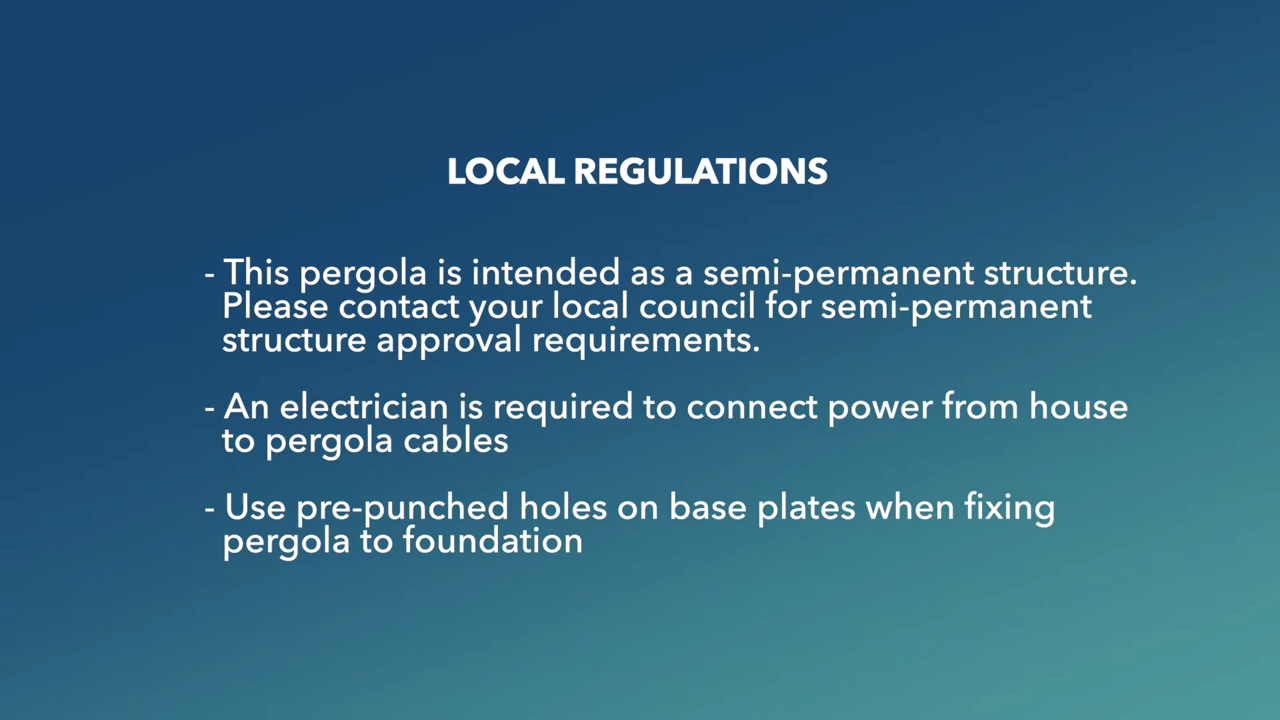 LOCAL REGULATIONS
- This pergola is intended as a semi-permanent structure.
Please contact your local council for semi-permanent
structure approval requirements.
- An electrician is required to connect power from house
to pergola cables
- Use pre-punched holes on base plates when fixing
pergola to foundation